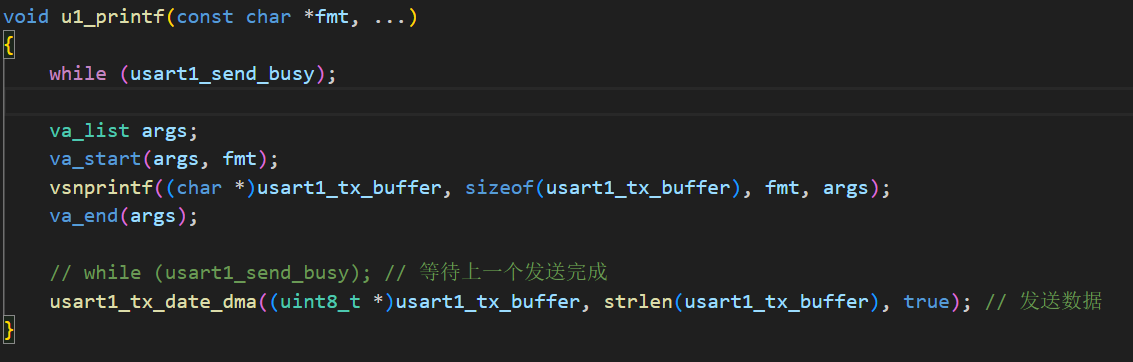 void u1_printf(const char *fmt, ...)
{
    while (usart1_send_busy);
    va_list args;
    va_start(args, fmt);
    vsnprintf((char *)usart1_tx_buffer, sizeof(usart1_tx_buffer), fmt, args);
    va_end(args);
    // while (usart1_send_busy); // 等待上一个发送完成
    usart1_tx_date_dma((uint8_t *)usart1_tx_buffer, strlen(usart1_tx_buffer), true); // 发送数据
}